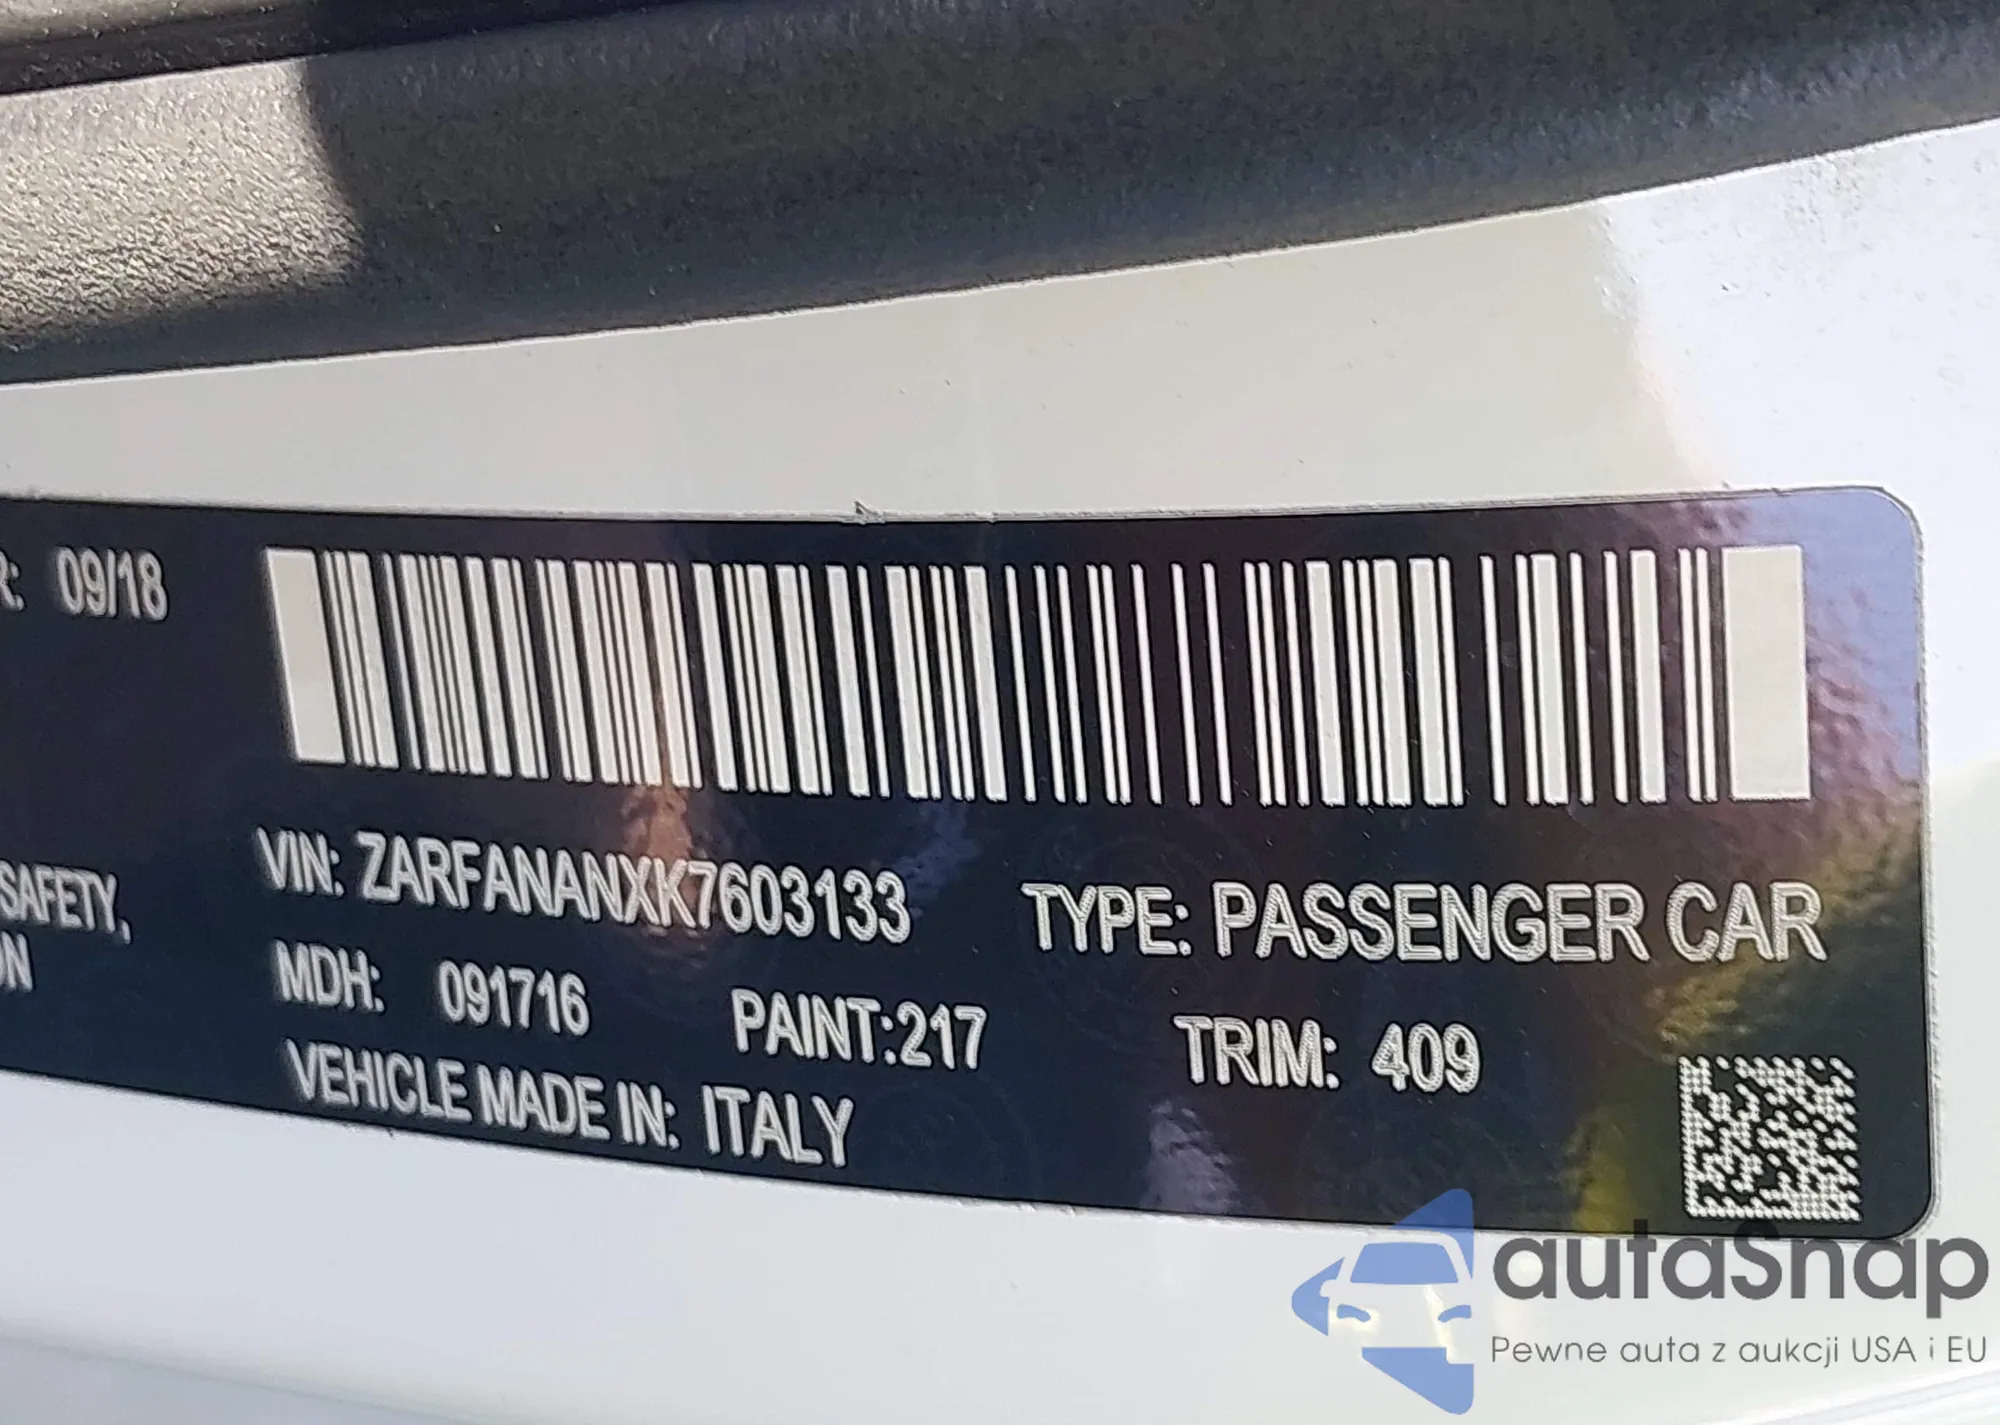 R: 09/18
SAFETY,
ON
VIN: ZARFANANXK7603133
TYPE: PASSENGER CAR
MDH: 091716
PAINT:217
TRIM: 409
VEHICLE MADE IN: ITALY
autaSnap
Pewne auta z aukcji USA i EU